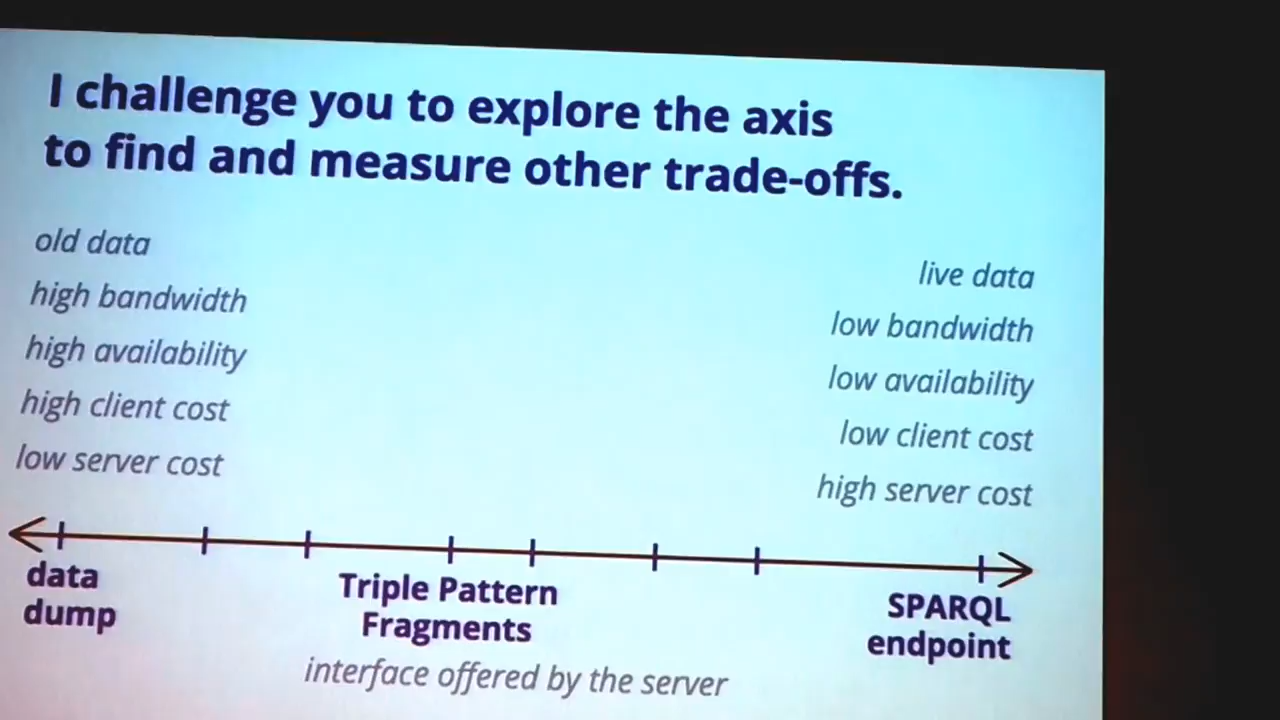 I challenge you to explore the axis
to find and measure other trade-offs.
old data
high bandwidth
high availability
high client cost
low server cost
live data
low bandwidth
low availability
low client cost
high server cost
data
dump
Triple Pattern
Fragments
SPARQL
endpoint
interface offered by the server